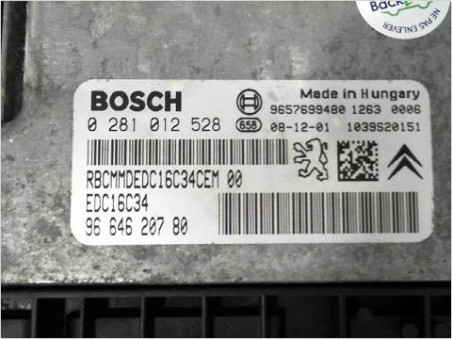 Back
NE PAS ENLEVER
BOSCH
Made in Hungary
9657699480 1263 0006
0 281 012 528 658 08-12-01 1039S20151
RBCMMDEDC16C34CEM 00
EDC16C34
96 646 207 80